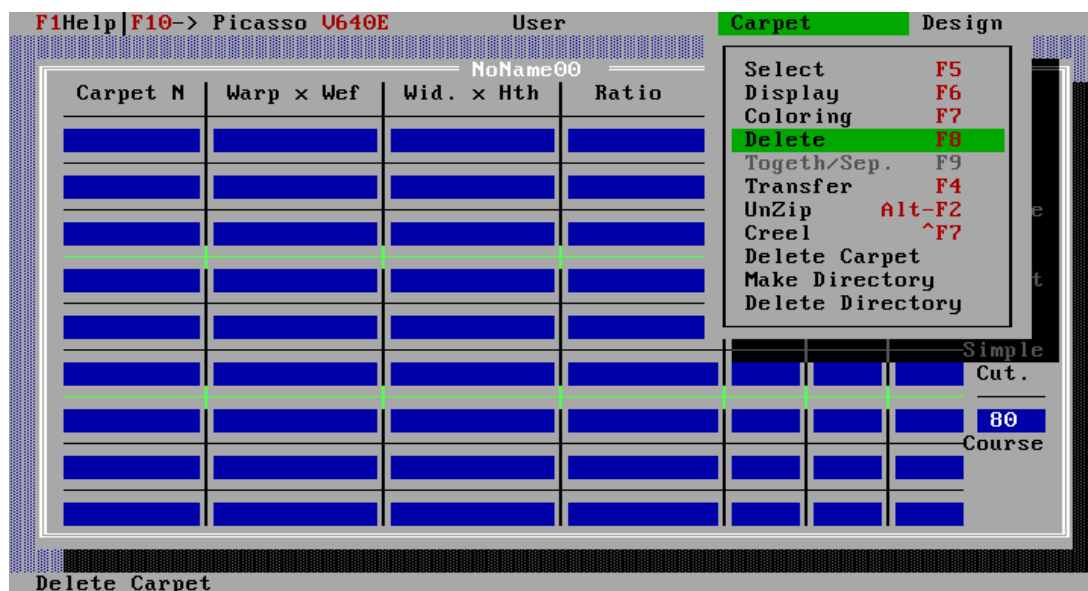 F1Help F10-> Picasso V640E User Carpet Design
NoName00
Carpet N Warp x Wef Wid. x Hth Ratio
Select F5
Display F6
Coloring F7
Delete F8
Togeth/Sep. F9
Transfer F4
UnZip Alt-F2
Creel ^F7
Delete Carpet
Make Directory
Delete Directory
Simple
Cut.
80
Course
Delete Carpet